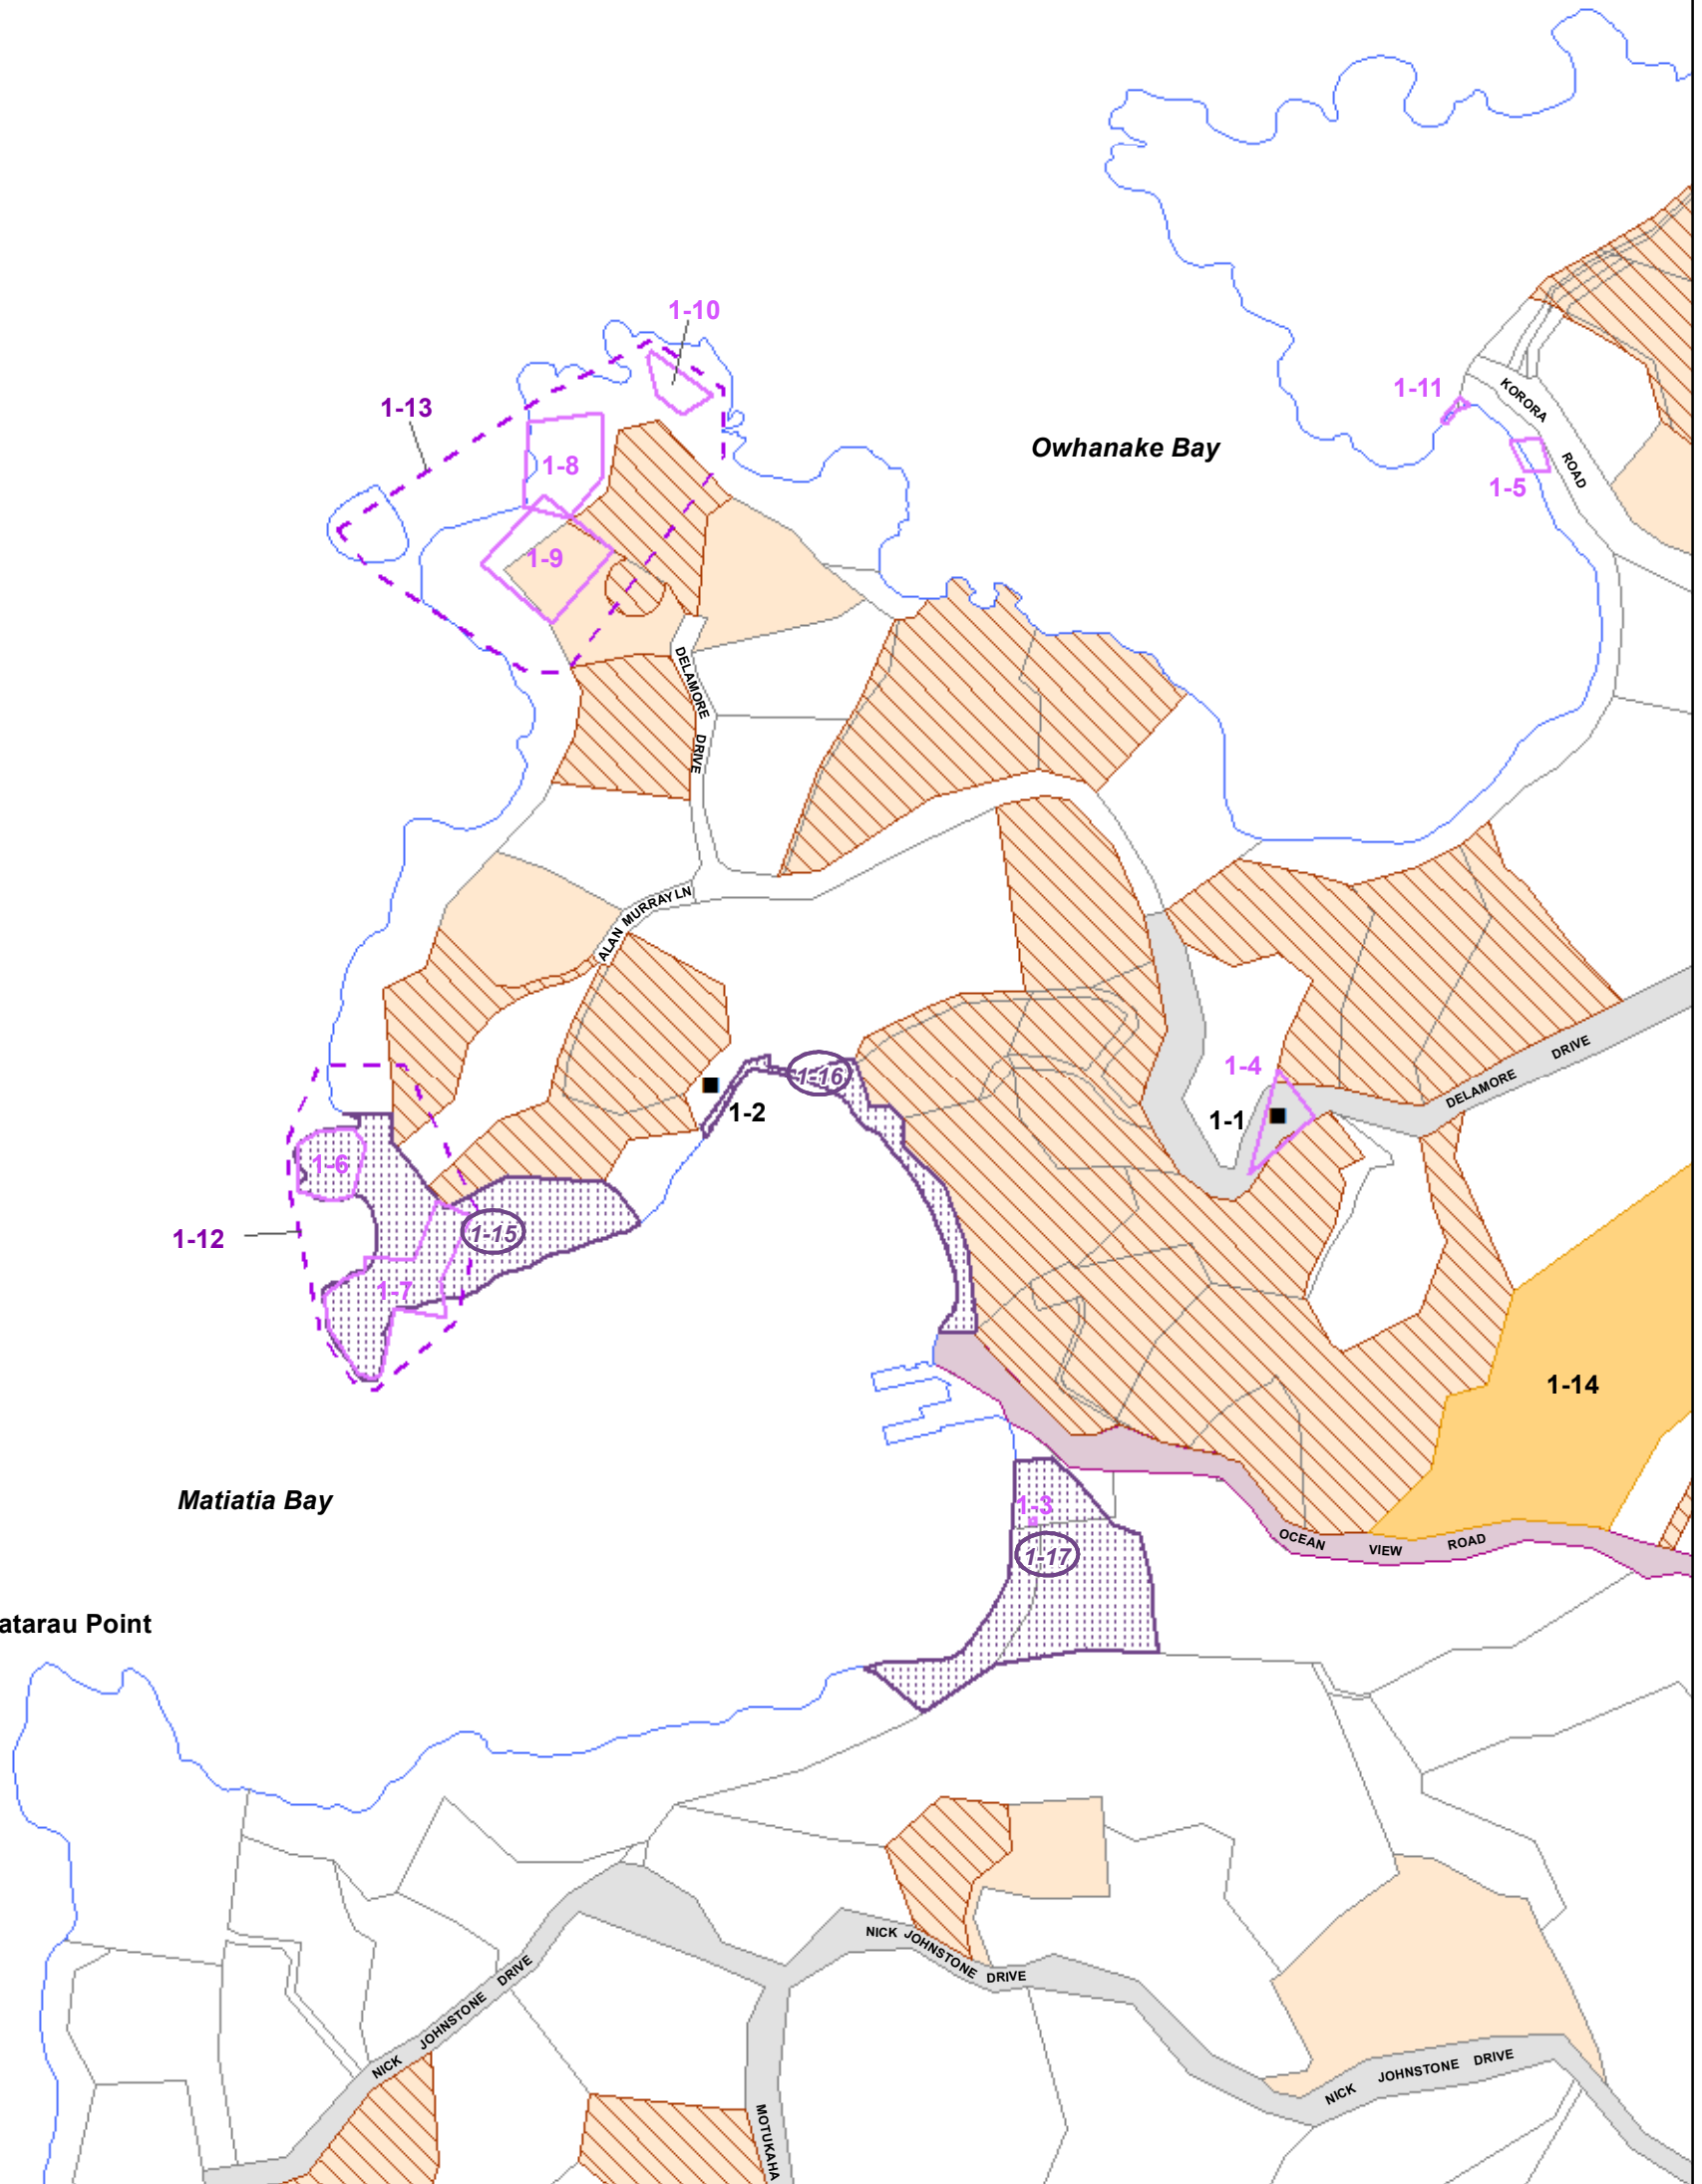 1-10
1-11
1-13
KORORA
ROAD
Owhanake Bay
1-8
1-5
1-9
DELAMORE
DRIVE
ALAN MURRAY LN
1-4
1-16
1-2
1-1
DELAMORE DRIVE
1-6
1-12
1-15
1-7
1-14
Matiatia Bay
1-3
OCEAN VIEW ROAD
1-17
atarau Point
NICK JOHNSTONE DRIVE
NICK JOHNSTONE DRIVE
NICK JOHNSTONE DRIVE
MOTUKAHA